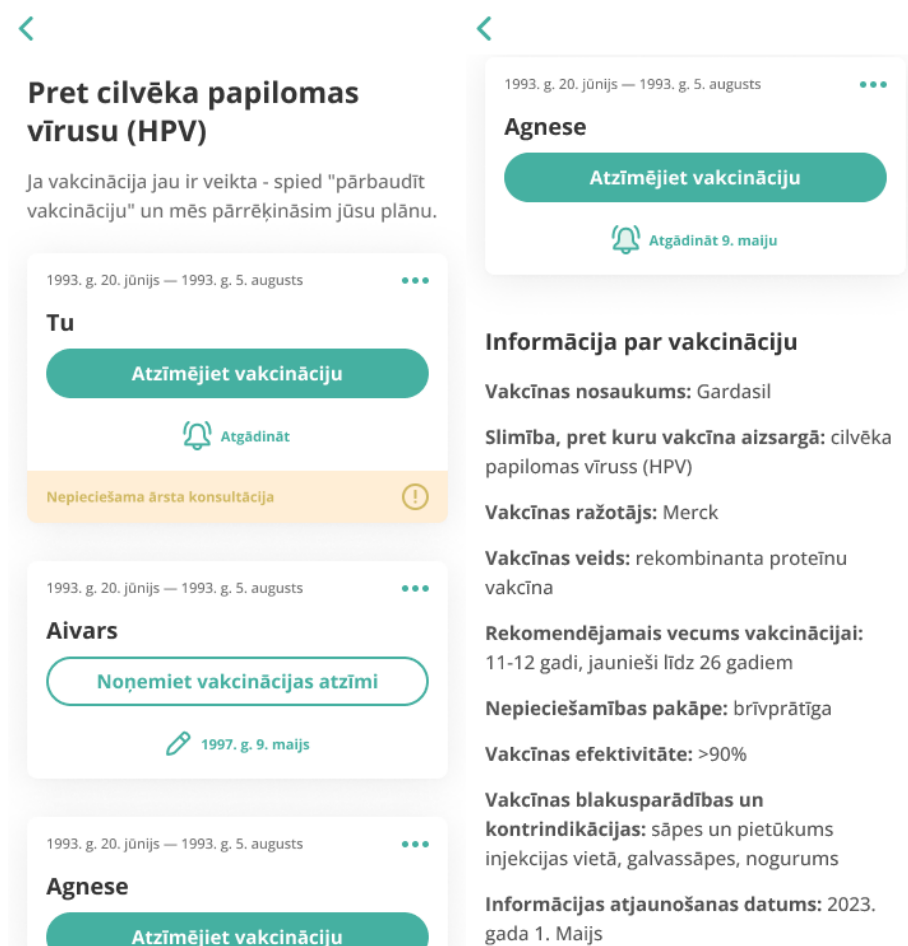 Pret cilvēka papilomas
vīrusu (HPV)
Ja vakcinācija jau ir veikta - spied "pārbaudīt
vakcināciju" un mēs pārrēķināsim jūsu plānu.
1993. g. 20. jūnijs — 1993. g. 5. augusts
Tu
Atzīmējiet vakcināciju
Atgādināt
Nepieciešama ārsta konsultācija
1993. g. 20. jūnijs — 1993. g. 5. augusts
Aivars
Noņemiet vakcinācijas atzīmi
1997. g. 9. maijs
1993. g. 20. jūnijs — 1993. g. 5. augusts
Agnese
Atzīmējiet vakcināciju
1993. g. 20. jūnijs — 1993. g. 5. augusts
Agnese
Atzīmējiet vakcināciju
Atgādināt 9. maiju
Informācija par vakcināciju
Vakcīnas nosaukums: Gardasil
Slimība, pret kuru vakcīna aizsargā: cilvēka
papilomas vīruss (HPV)
Vakcīnas ražotājs: Merck
Vakcīnas veids: rekombinanta proteīnu
vakcīna
Rekomendējamais vecums vakcinācijai:
11-12 gadi, jaunieši līdz 26 gadiem
Nepieciešamības pakāpe: brīvprātīga
Vakcīnas efektivitāte: >90%
Vakcīnas blakusparādības un
kontrindikācijas: sāpes un pietūkums
injekcijas vietā, galvassāpes, nogurums
Informācijas atjaunošanas datums: 2023.
gada 1. Maijs